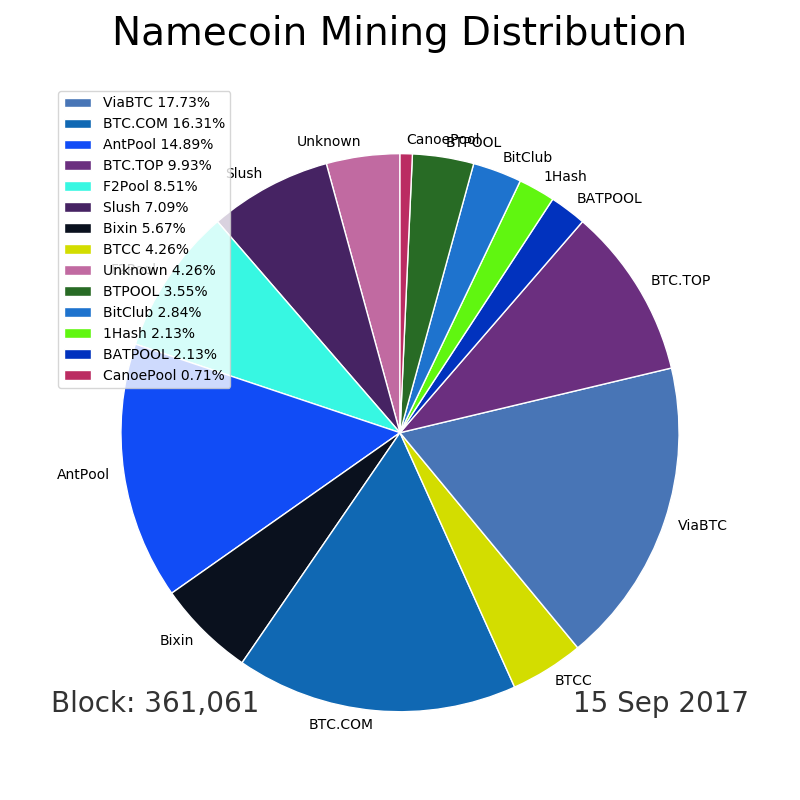 Namecoin Mining Distribution
ViaBTC 17.73%
BTC.COM 16.31%
AntPool 14.89%
BTC.TOP 9.93%
F2Pool 8.51%
Slush 7.09%
Bixin 5.67%
BTCC 4.26%
Unknown 4.26%
BTPOOL 3.55%
BitClub 2.84%
1Hash 2.13%
BATPOOL 2.13%
CanoePool 0.71%
Unknown
CanoePool
BTPOOL
BitClub
1Hash
Slush
BATPOOL
BTC.TOP
AntPool
ViaBTC
Bixin
BTCC
Block: 361,061
15 Sep 2017
BTC.COM